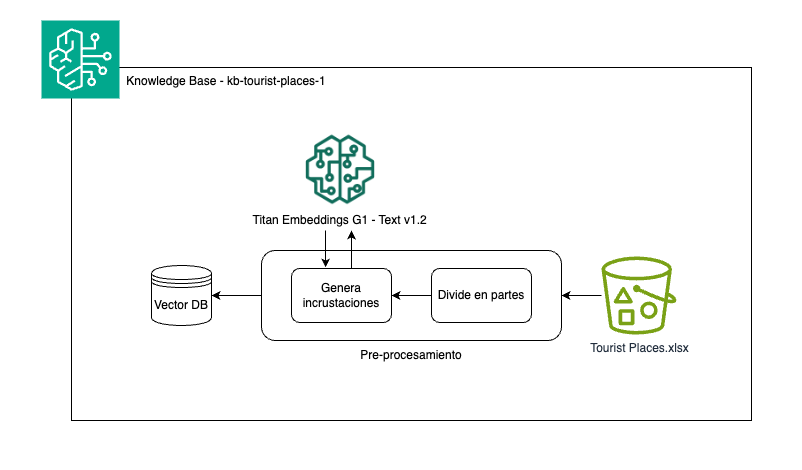 Knowledge Base - kb-tourist-places-1
Titan Embeddings G1 - Text v1.2
Vector DB
Genera
incrustaciones
Divide en partes
Tourist Places.xlsx
Pre-procesamiento